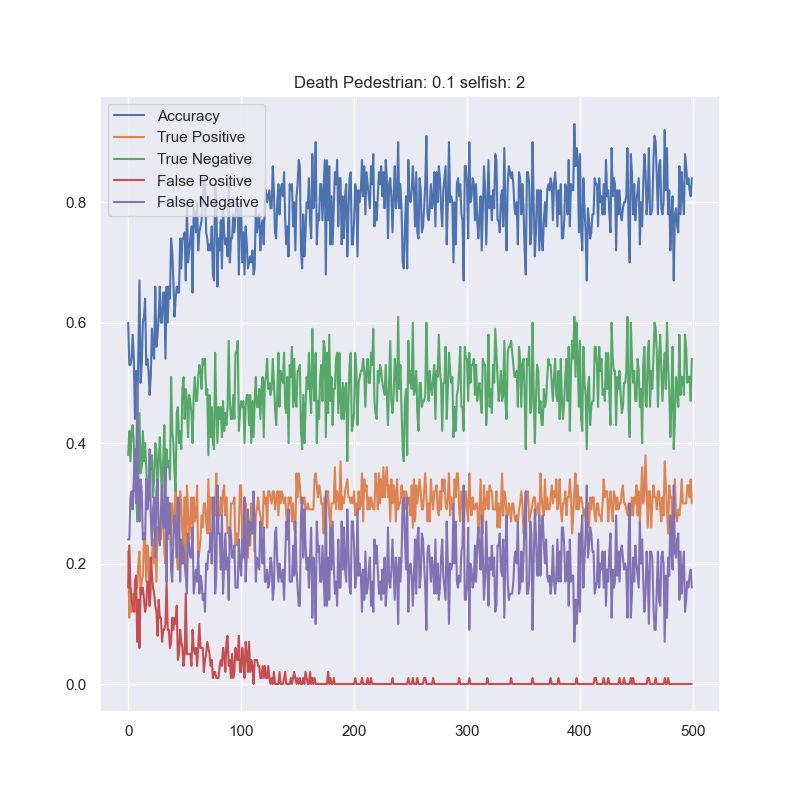 Death Pedestrian: 0.1 selfish: 2
Accuracy
True Positive
True Negative
False Positive
False Negative
0.8
0.6
0.4
0.2
0.0
0 100 200 300 400 500